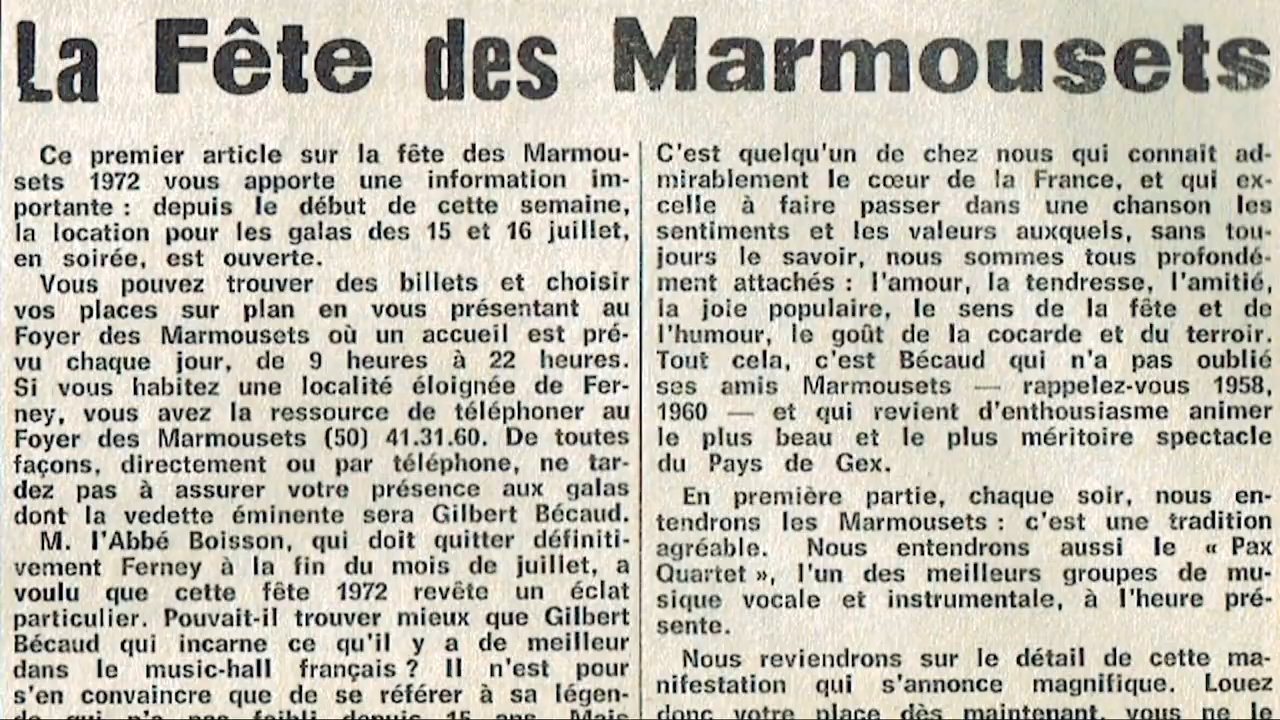 La Fête des Marmousets
Ce premier article sur la fête des Marmou-
sets 1972 vous apporte une information im-
portante : depuis le début de cette semaine,
la location pour les galas des 15 et 16 juillet,
en soirée, est ouverte.
Vous pouvez trouver des billets et choisir
vos places sur plan en vous présentant au
Foyer des Marmousets où un accueil est pré-
vu chaque jour, de 9 heures à 22 heures.
Si vous habitez une localité éloignée de Fer-
ney, vous avez la ressource de téléphoner au
Foyer des Marmousets (50) 41.31.60. De toutes
façons, directement ou par téléphone, ne tar-
dez pas à assurer votre présence aux galas
dont la vedette éminente sera Gilbert Bécaud.
M. l'Abbé Boisson, qui doit quitter définiti-
vement Ferney à la fin du mois de juillet, a
voulu que cette fête 1972 revête un éclat
particulier. Pouvait-il trouver mieux que Gilbert
Bécaud qui incarne ce qu'il y a de meilleur
dans le music-hall français ? Il n'est pour
s'en convaincre que de se référer à sa légen-
de qui n'a pas faibli depuis 15 ans. Mais
C'est quelqu'un de chez nous qui connait ad-
mirablement le cœur de la France, et qui ex-
celle à faire passer dans une chanson les
sentiments et les valeurs auxquels, sans tou-
jours le savoir, nous sommes tous profondé-
ment attachés : l'amour, la tendresse, l'amitié,
la joie populaire, le sens de la fête et de
l'humour, le goût de la cocarde et du terroir.
Tout cela, c'est Bécaud qui n'a pas oublié
ses amis Marmousets — rappelez-vous 1958,
1960 — et qui revient d'enthousiasme animer
le plus beau et le plus méritoire spectacle
du Pays de Gex.
En première partie, chaque soir, nous en-
tendrons les Marmousets : c'est une tradition
agréable. Nous entendrons aussi le « Pax
Quartet », l'un des meilleurs groupes de mu-
sique vocale et instrumentale, à l'heure pré-
sente.
Nous reviendrons sur le détail de cette ma-
nifestation qui s'annonce magnifique. Louez
donc votre place dès maintenant, vous ne le